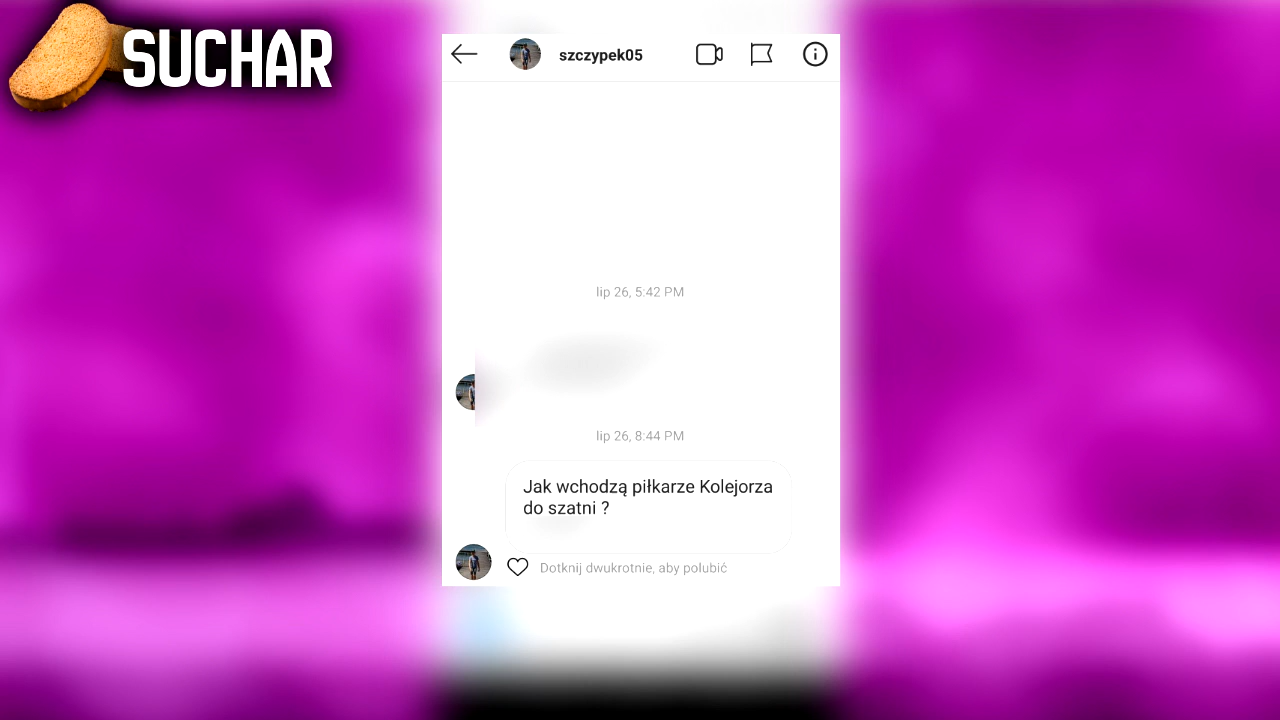 SUCHAR
szczypek05
lip 26, 5:42 PM
lip 26, 8:44 PM
Jak wchodzą piłkarze Kolejorza
do szatni ?
Dotknij dwukrotnie, aby polubić